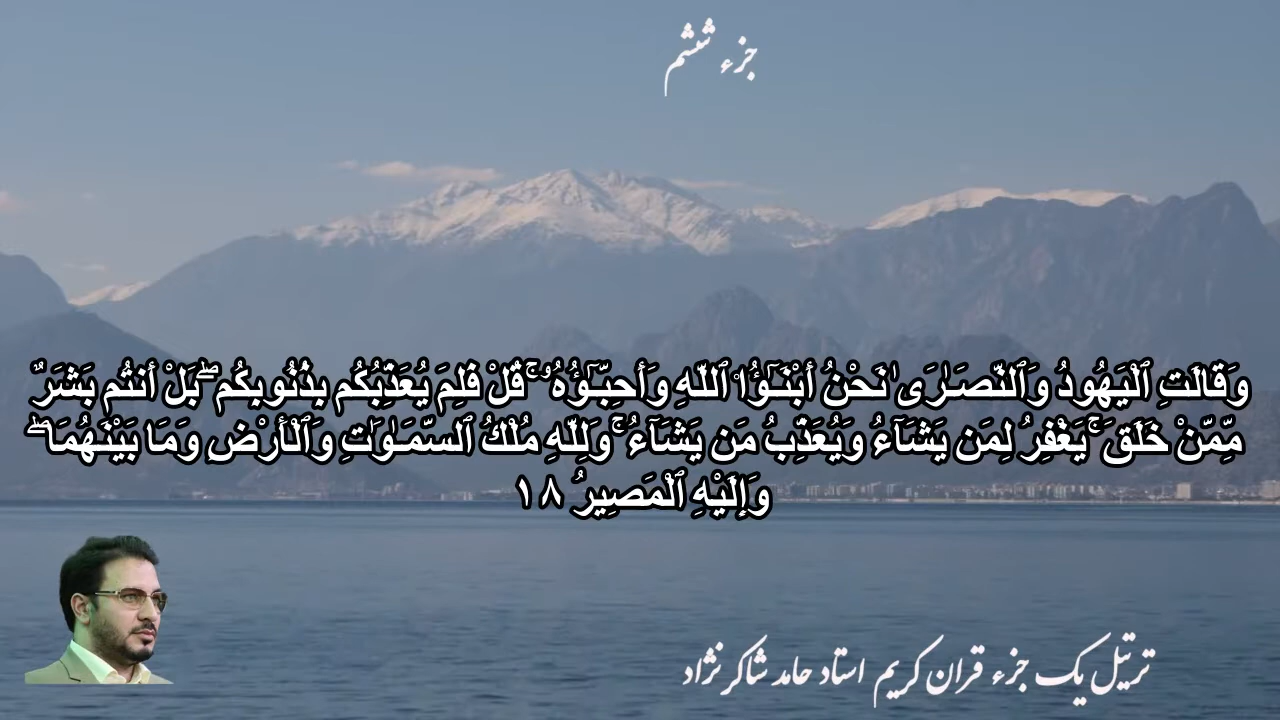 جزء ششم
وَقَالَتِ ٱلْيَهُودُ وَٱلنَّصَـٰرَىٰ نَحْنُ أَبْنَـٰٓؤُا۟ ٱللَّهِ وَأَحِبَّـٰٓؤُهُۥ ۚ قُلْ فَلِمَ يُعَذِّبُكُم بِذُنُوبِكُم ۖ بَلْ أَنتُم بَشَرٌ
مِّمَّنْ خَلَقَ ۚ يَغْفِرُ لِمَن يَشَآءُ وَيُعَذِّبُ مَن يَشَآءُ ۚ وَلِلَّهِ مُلْكُ ٱلسَّمَـٰوَٰتِ وَٱلْأَرْضِ وَمَا بَيْنَهُمَا ۖ
وَإِلَيْهِ ٱلْمَصِيرُ ١٨
ترتیل یک جزء قران کریم استاد حامد شاکرنژاد